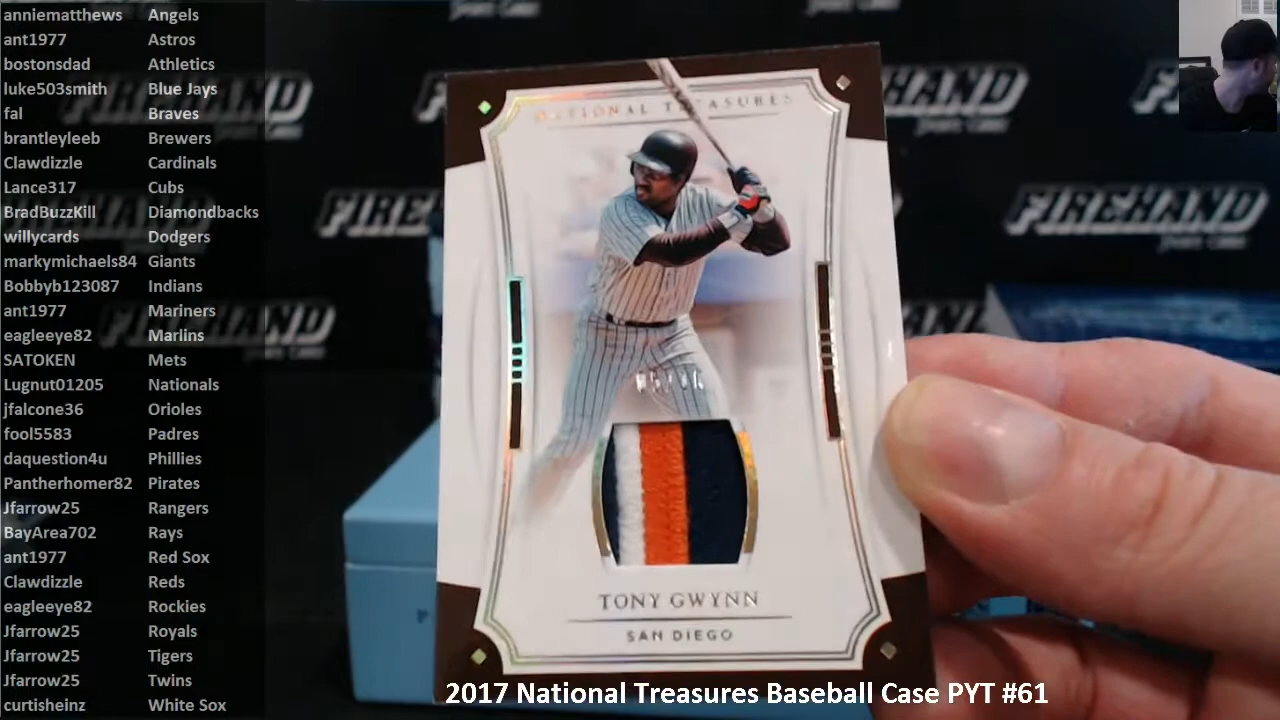 anniematthews Angels
ant1977 Astros
bostonsdad Athletics
luke503smith Blue Jays
fal Braves
brantleyleeb Brewers
Clawdizzle Cardinals
Lance317 Cubs
BradBuzzKill Diamondbacks
willycards Dodgers
markymichaels84 Giants
Bobbyb123087 Indians
ant1977 Mariners
eagleeye82 Marlins
SATOKEN Mets
Lugnut01205 Nationals
jfalcone36 Orioles
fool5583 Padres
daquestion4u Phillies
Pantherhomer82 Pirates
Jfarrow25 Rangers
BayArea702 Rays
ant1977 Red Sox
Clawdizzle Reds
eagleeye82 Rockies
Jfarrow25 Royals
Jfarrow25 Tigers
Jfarrow25 Twins
curtisheinz White Sox
NATIONAL TREASURES
TONY GWYNN
SAN DIEGO
FIREHAND
FIREHAND
FIREHAND
2017 National Treasures Baseball Case PYT #61